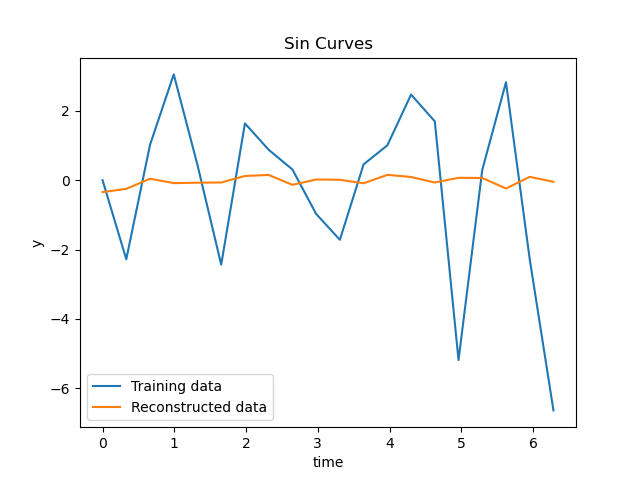 Sin Curves
y
2
0
−2
−4
−6
Training data
Reconstructed data
0 1 2 3 4 5 6
time